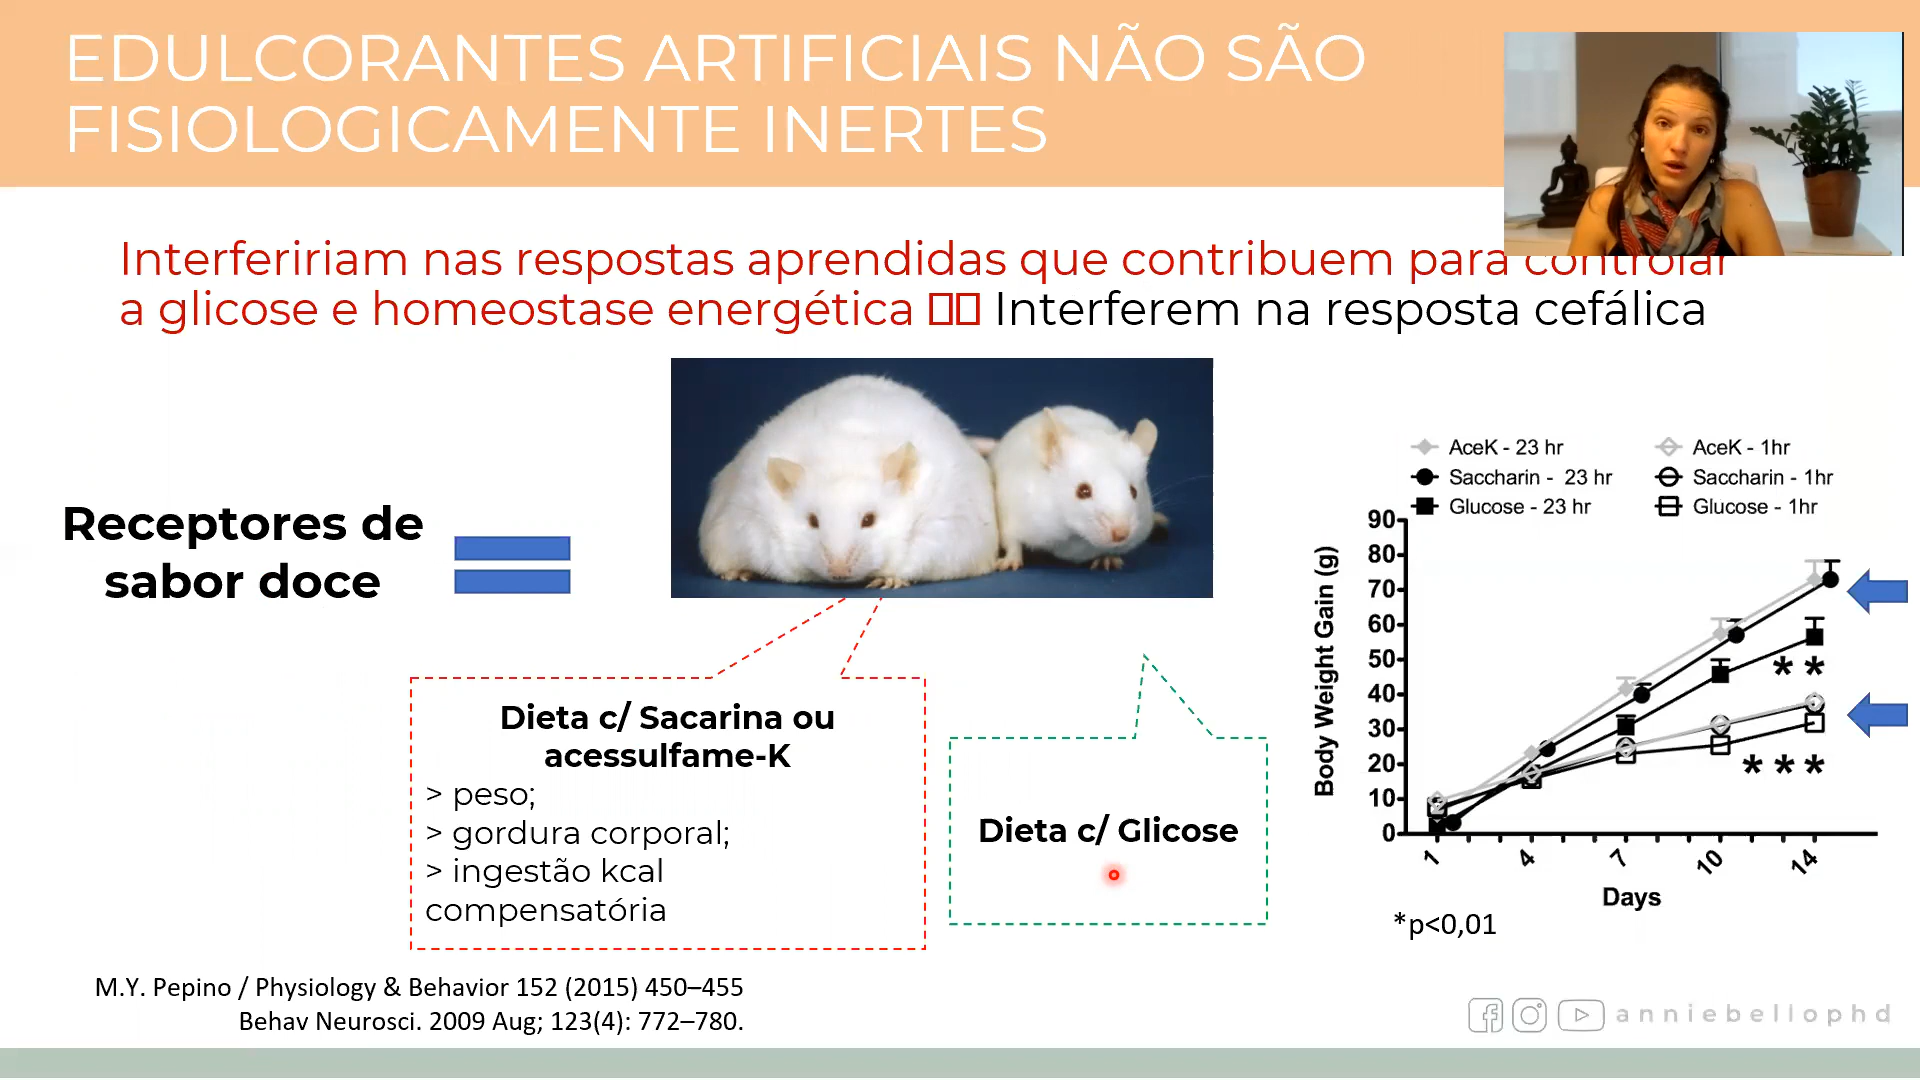 EDULCORANTES ARTIFICIAIS NÃO SÃO
FISIOLOGICAMENTE INERTES
Interfeririam nas respostas aprendidas que contribuem para controlar
a glicose e homeostase energética Interferem na resposta cefálica
Receptores de
sabor doce
Dieta c/ Sacarina ou
acessulfame-K
> peso;
> gordura corporal;
> ingestão kcal
compensatória
Dieta c/ Glicose
AceK - 23 hr
AceK - 1hr
Saccharin - 23 hr
Saccharin - 1hr
Glucose - 23 hr
Glucose - 1hr
Body Weight Gain (g)
90
80
70
60
50
40
30
20
10
0
* *
* * *
1 4 7 10 14
Days
*p<0,01
M.Y. Pepino / Physiology & Behavior 152 (2015) 450–455
Behav Neurosci. 2009 Aug; 123(4): 772–780.
anniebellophd